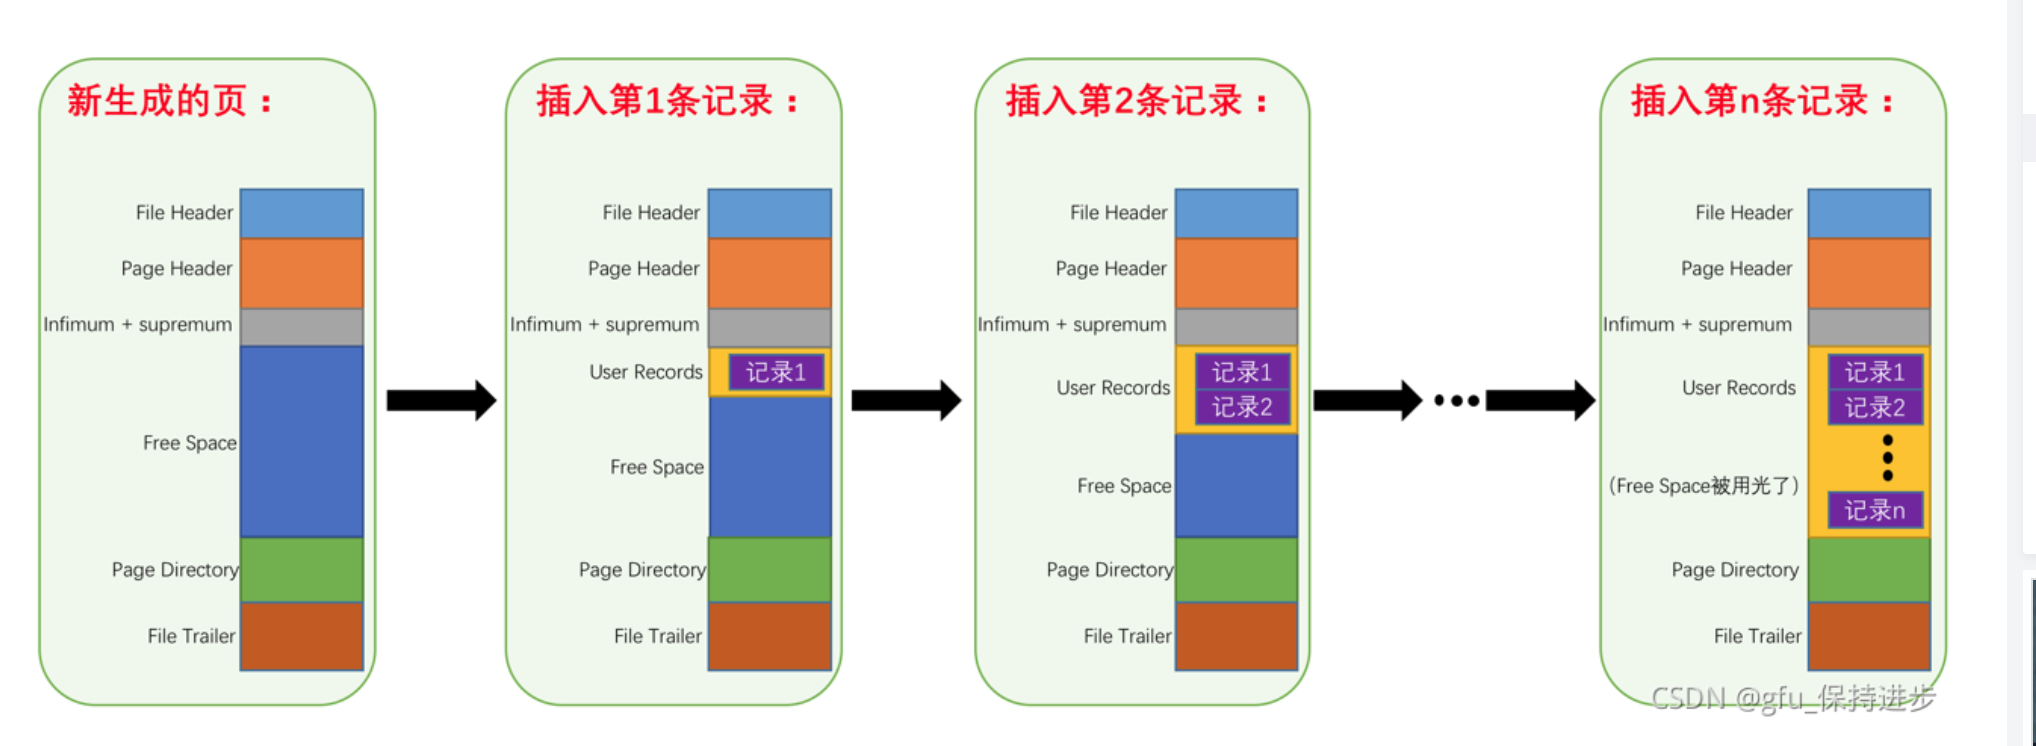 新生成的页：
File Header
Page Header
Infimum + supremum
Free Space
Page Directory
File Trailer
插入第1条记录：
File Header
Page Header
Infimum + supremum
User Records
记录1
Free Space
Page Directory
File Trailer
插入第2条记录：
File Header
Page Header
Infimum + supremum
User Records
记录1
记录2
Free Space
Page Directory
File Trailer
插入第n条记录：
File Header
Page Header
Infimum + supremum
User Records
记录1
记录2
(Free Space被用光了)
记录n
Page Directory
File Trailer
CSDN @gfu_保持进步